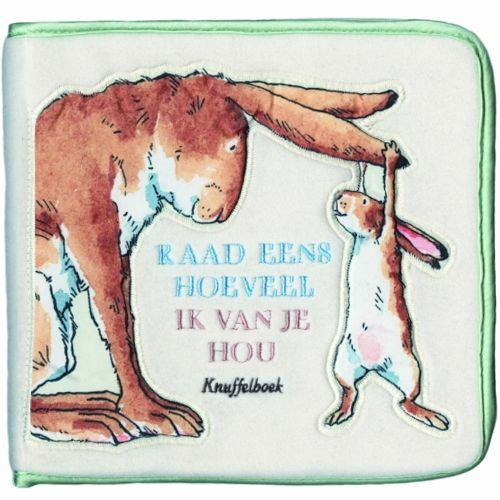 RAAD EENS
HOEVEEL
IK VAN JE
HOU
Knuffelboek